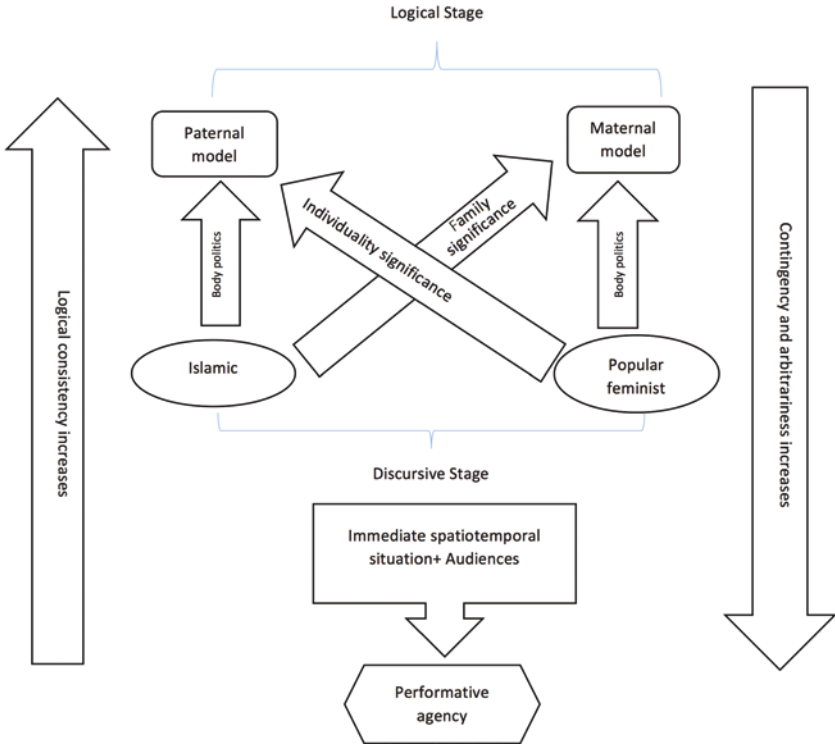 Logical Stage
Paternal
model
Maternal
model
Individuality significance
Family
significance
Body politics
Body politics
Islamic
Popular
feminist
Logical consistency increases
Contingency and arbitrariness increases
Discursive Stage
Immediate spatiotemporal
situation+ Audiences
Performative
agency